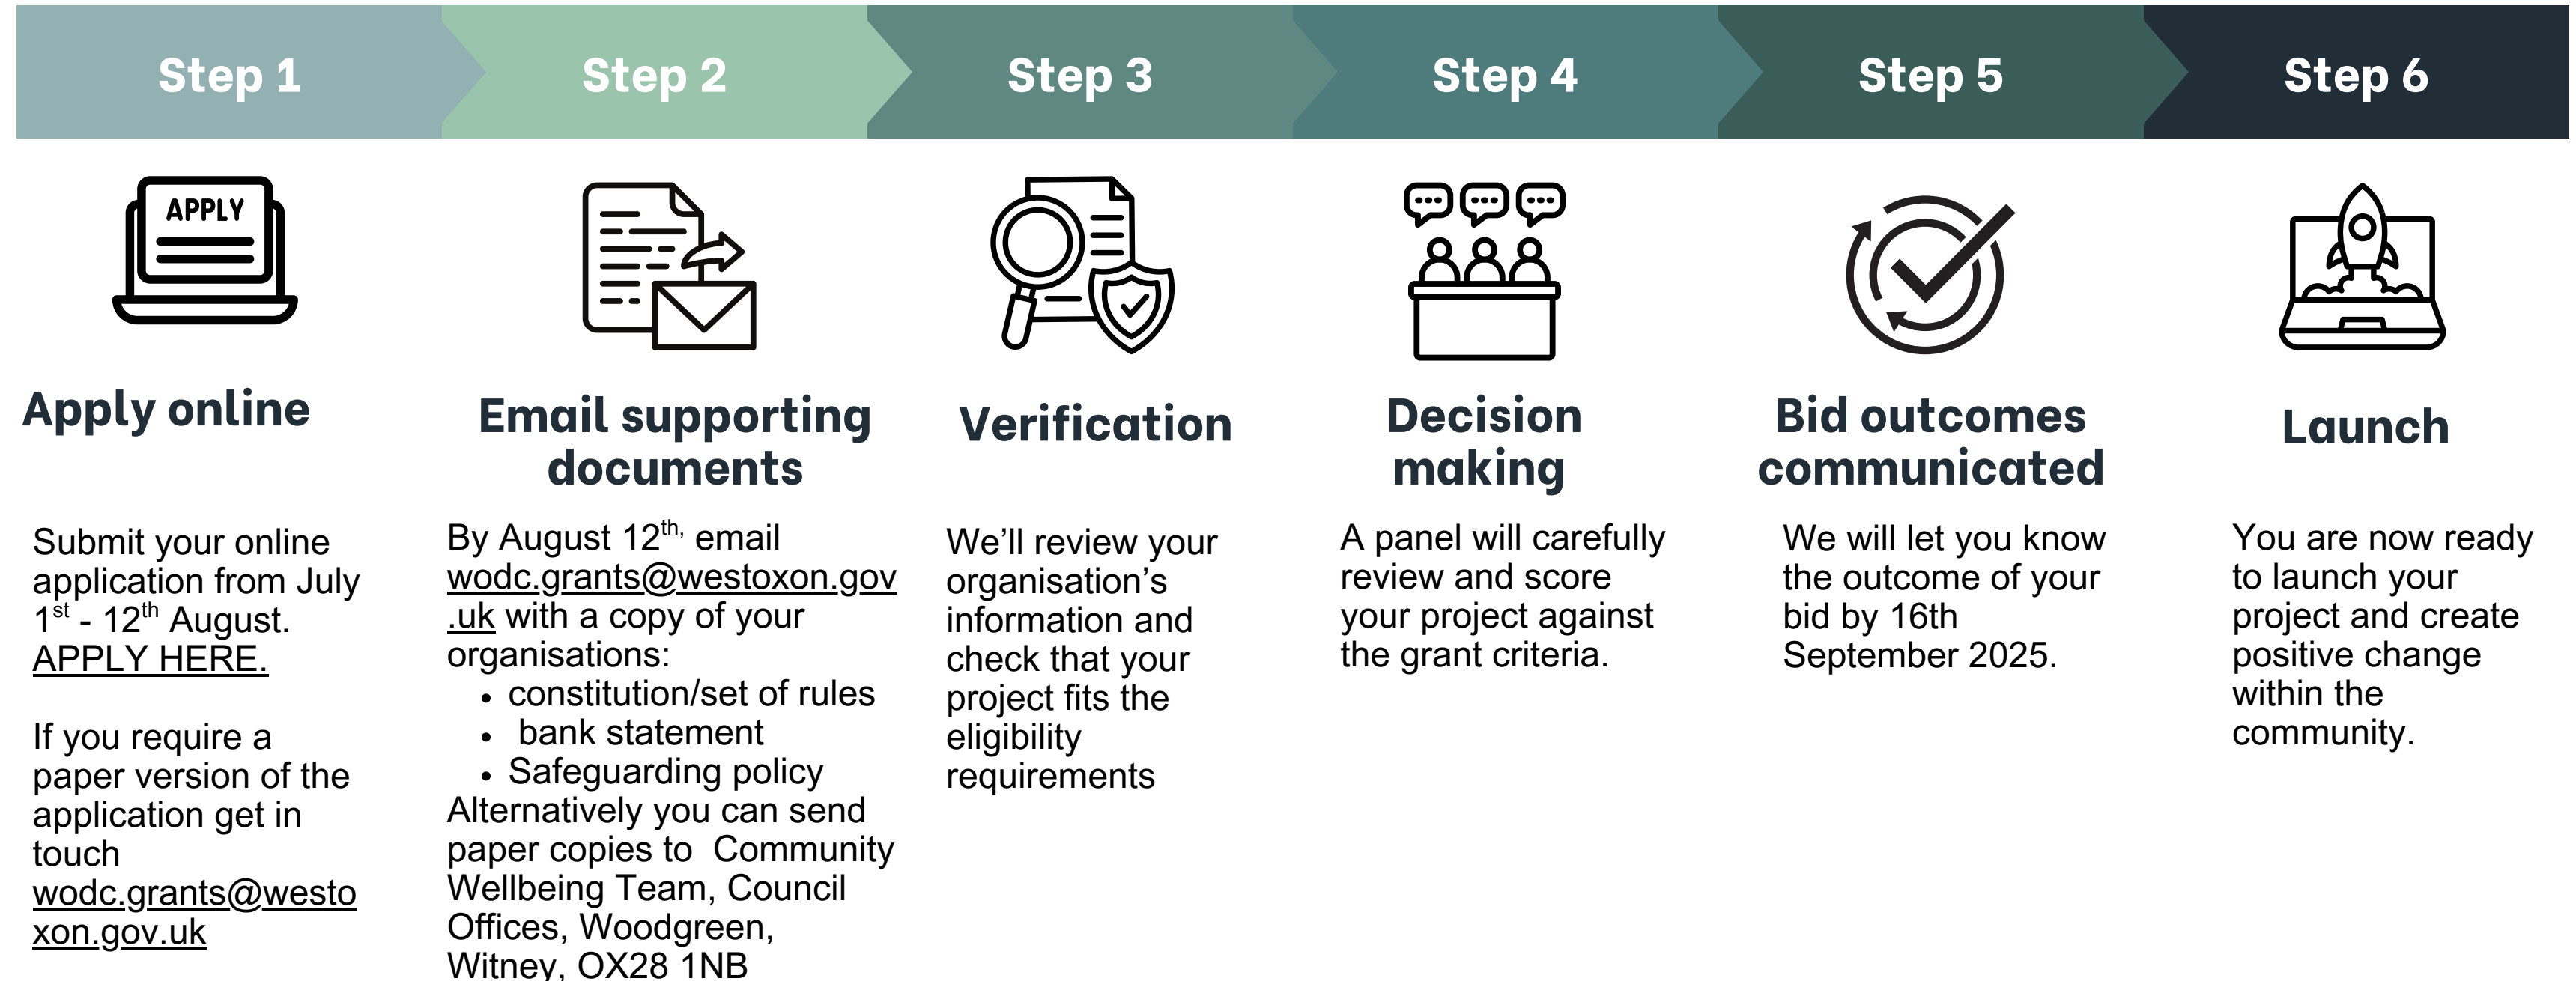 Step 1
Step 2
Step 3
Step 4
Step 5
Step 6
APPLY
Apply online
Submit your online
application from July
1st - 12th August.
APPLY HERE.
If you require a
paper version of the
application get in
touch
wodc.grants@westo
xon.gov.uk
Email supporting
documents
By August 12th, email
wodc.grants@westoxon.gov
.uk with a copy of your
organisations:
• constitution/set of rules
• bank statement
• Safeguarding policy
Alternatively you can send
paper copies to  Community
Wellbeing Team, Council
Offices, Woodgreen,
Witney, OX28 1NB
Verification
We’ll review your
organisation’s
information and
check that your
project fits the
eligibility
requirements
Decision
making
A panel will carefully
review and score
your project against
the grant criteria.
Bid outcomes
communicated
We will let you know
the outcome of your
bid by 16th
September 2025.
Launch
You are now ready
to launch your
project and create
positive change
within the
community.